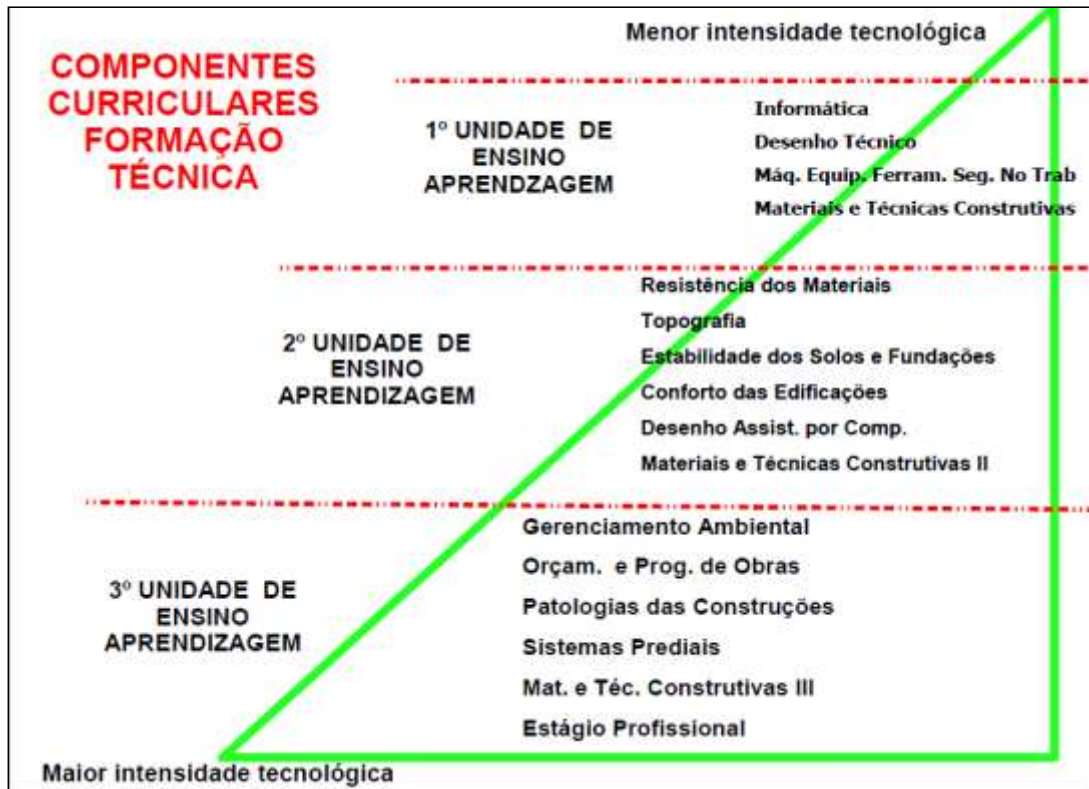 Menor intensidade tecnológica
COMPONENTES
CURRICULARES
FORMAÇÃO
TÉCNICA
1º UNIDADE DE
ENSINO
APRENDZAGEM
Informática
Desenho Técnico
Máq. Equip. Ferram. Seg. No Trab
Materiais e Técnicas Construtivas
2º UNIDADE DE
ENSINO
APRENDIZAGEM
Resistência dos Materiais
Topografia
Estabilidade dos Solos e Fundações
Conforto das Edificações
Desenho Assist. por Comp.
Materiais e Técnicas Construtivas II
3º UNIDADE DE
ENSINO
APRENDIZAGEM
Gerenciamento Ambiental
Orçam. e Prog. de Obras
Patologias das Construções
Sistemas Prediais
Mat. e Téc. Construtivas III
Estágio Profissional
Maior intensidade tecnológica